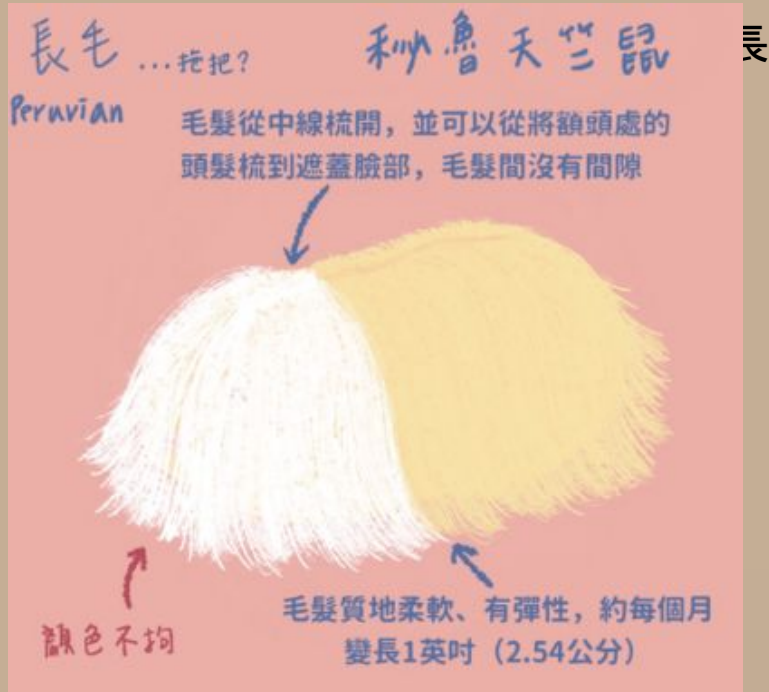 長毛 ...拖把?
秘魯天竺鼠
長
Peruvian
毛髮從中線梳開，並可以從將額頭處的
頭髮梳到遮蓋臉部，毛髮間沒有間隙
顏色不拘
毛髮質地柔軟、有彈性，約每個月
變長1英吋（2.54公分）